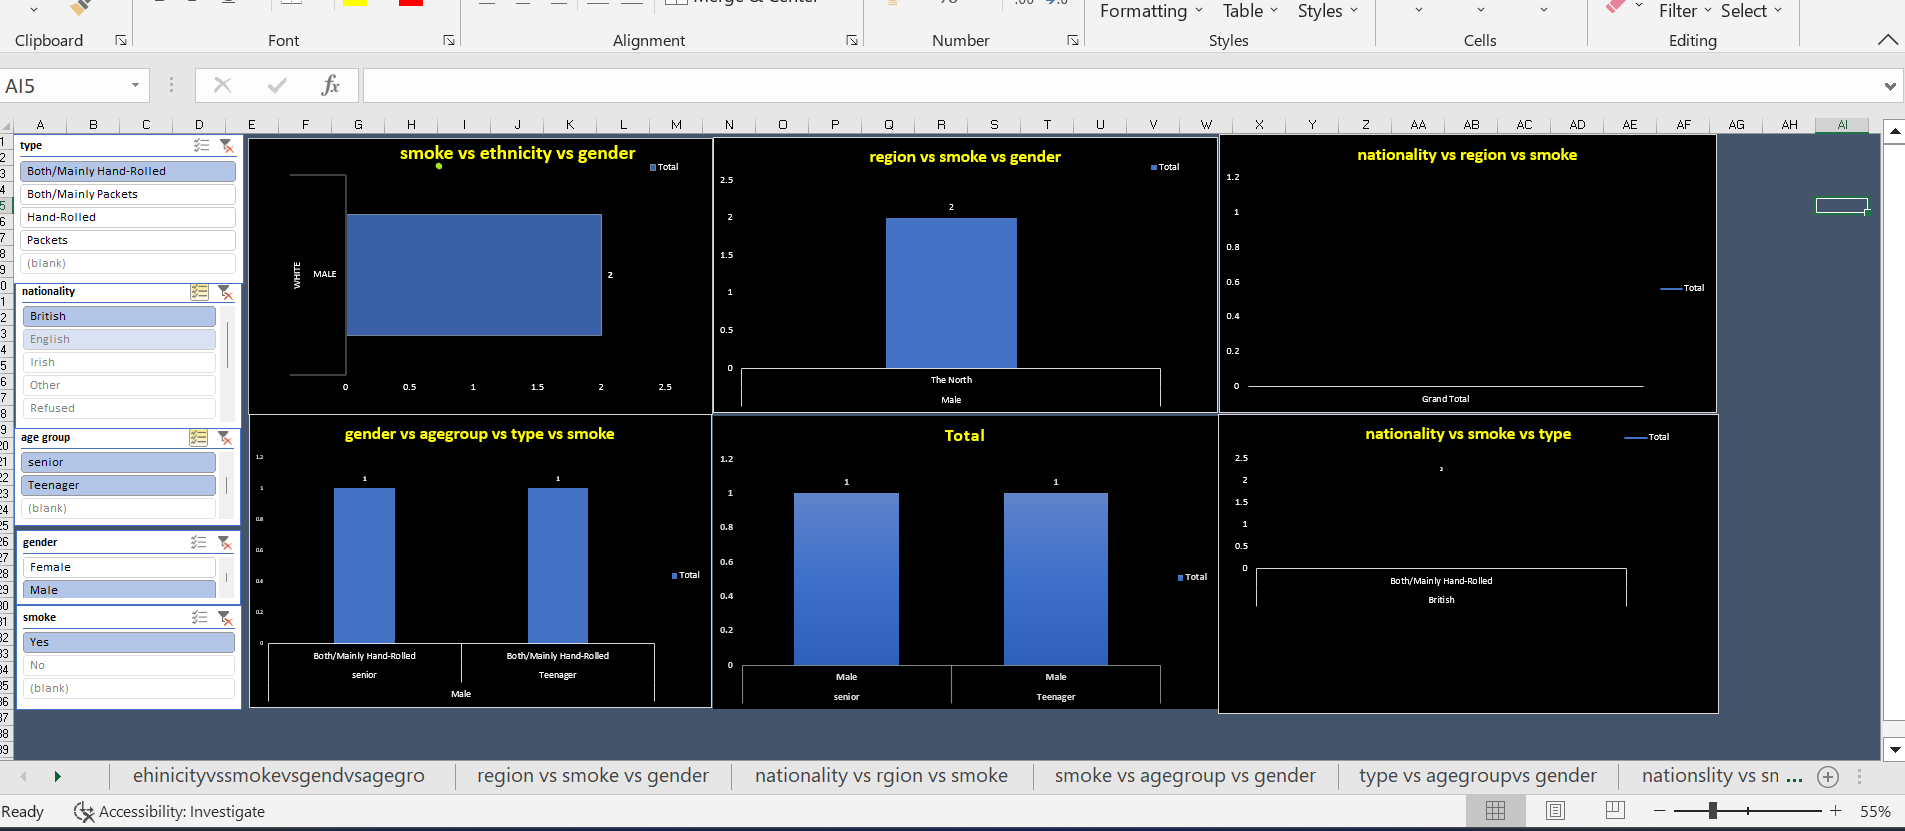 Merge & Center
.00
Formatting
Table
Styles
Filter
Select
Clipboard
Font
Alignment
Number
Styles
Cells
Editing
AI5
fx
A B C D E F G H I J K L M N O P Q R S T U V W X Y Z AA AB AC AD AE AF AG AH AI
type
Both/Mainly Hand-Rolled
Both/Mainly Packets
Hand-Rolled
Packets
(blank)
nationality
British
English
Irish
Other
Refused
age group
senior
Teenager
(blank)
gender
Female
Male
smoke
Yes
No
(blank)
smoke vs ethnicity vs gender
Total
WHITE
MALE
2
0 0.5 1 1.5 2 2.5
region vs smoke vs gender
Total
2.5
2
1.5
1
0.5
0
2
The North
Male
nationality vs region vs smoke
1.2
1
0.8
0.6
0.4
0.2
0
Total
Grand Total
gender vs agegroup vs type vs smoke
1.2
1
0.8
0.6
0.4
0.2
0
1 1
Total
Both/Mainly Hand-Rolled Both/Mainly Hand-Rolled
senior Teenager
Male
Total
1.2
1
0.8
0.6
0.4
0.2
0
1 1
Total
Male Male
senior Teenager
nationality vs smoke vs type
Total
2.5
2
1.5
1
0.5
0
2
Both/Mainly Hand-Rolled
British
ehinicityvssmokevsgendvsagegro
region vs smoke vs gender
nationality vs rgion vs smoke
smoke vs agegroup vs gender
type vs agegroupvs gender
nationslity vs sn ...
Ready
Accessibility: Investigate
55%